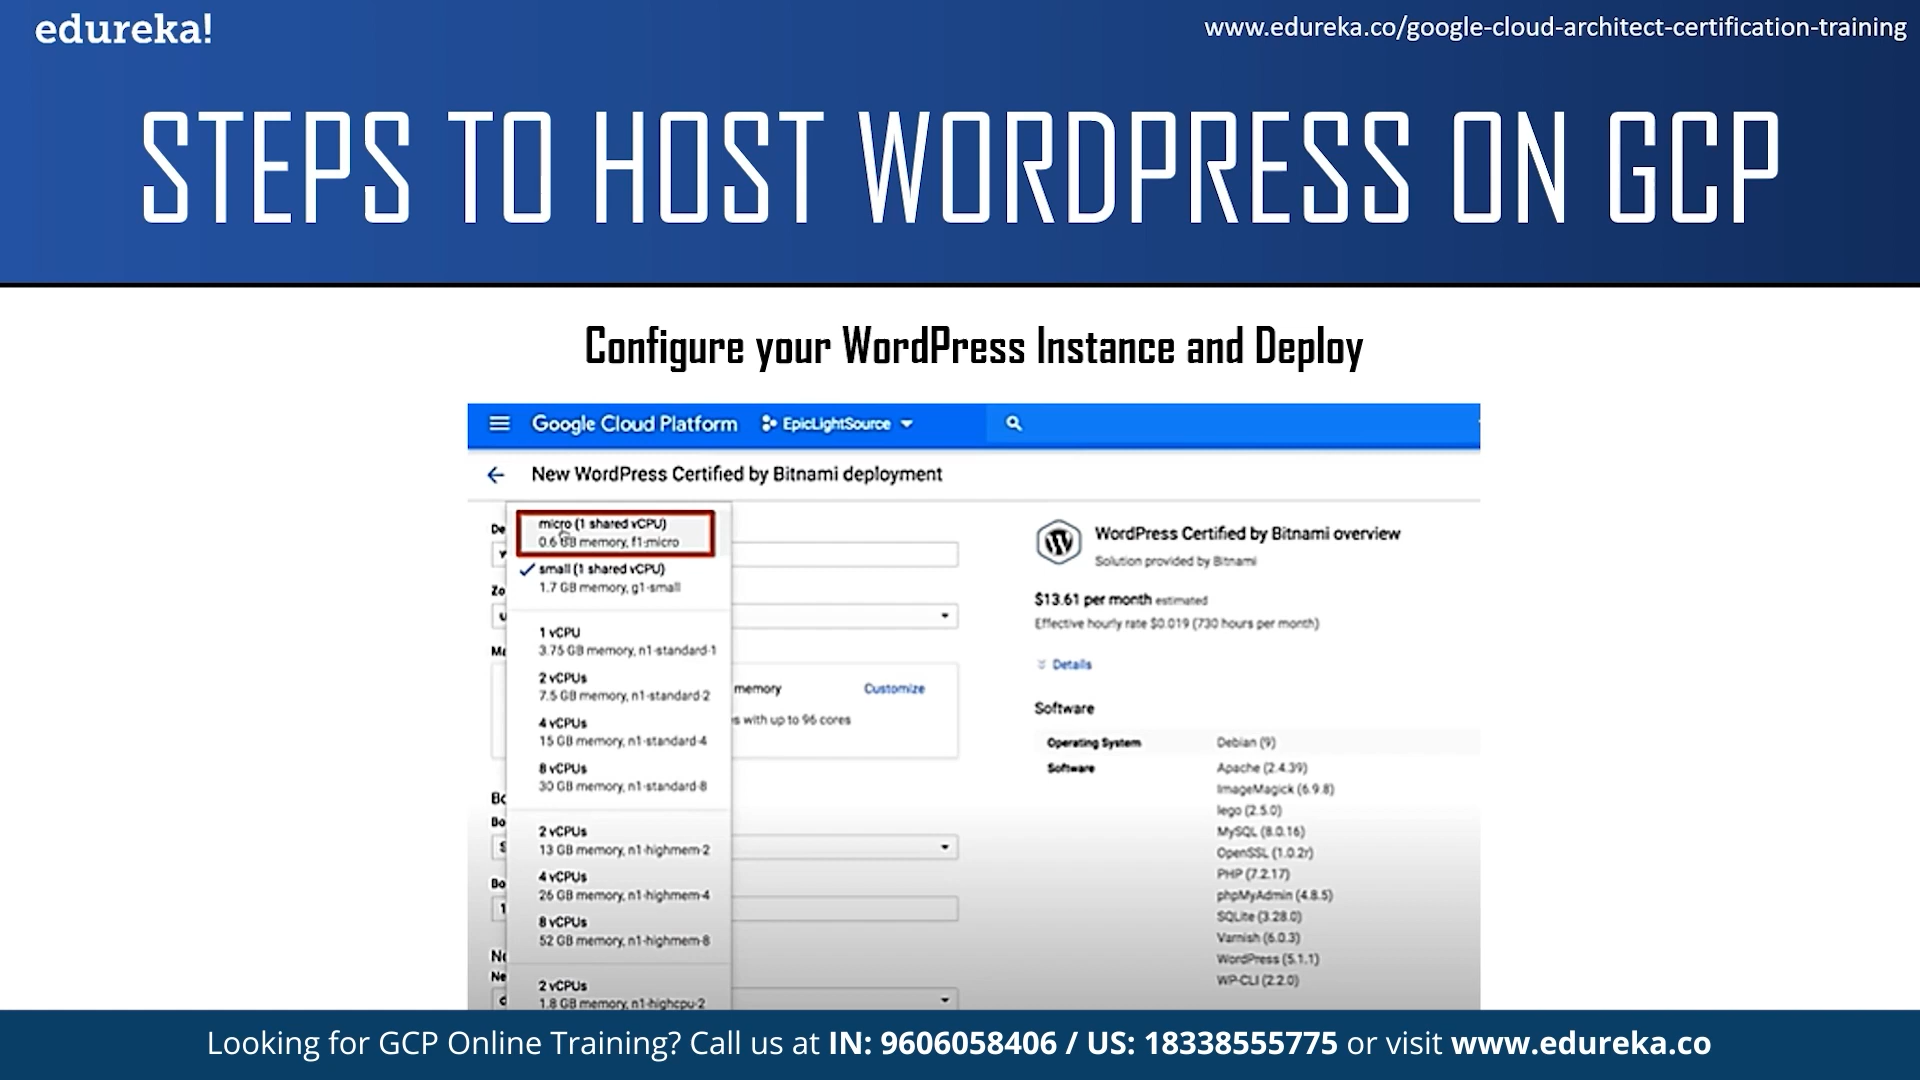 edureka!
www.edureka.co/google-cloud-architect-certification-training
STEPS TO HOST WORDPRESS ON GCP
Configure your WordPress Instance and Deploy
Google Cloud Platform
EpicLightSource
New WordPress Certified by Bitnami deployment
De
micro (1 shared vCPU)
0.6 GB memory, f1-micro
small (1 shared vCPU)
1.7 GB memory, g1-small
Zo
1 vCPU
3.75 GB memory, n1-standard-1
Ma
2 vCPUs
7.5 GB memory, n1-standard-2
memory
Customize
4 vCPUs
15 GB memory, n1-standard-4
s with up to 96 cores
8 vCPUs
30 GB memory, n1-standard-8
Bo
Bo
2 vCPUs
13 GB memory, n1-highmem-2
Bo
4 vCPUs
26 GB memory, n1-highmem-4
1
8 vCPUs
52 GB memory, n1-highmem-8
Ne
Ne
2 vCPUs
1.8 GB memory, n1-highcpu-2
WordPress Certified by Bitnami overview
Solution provided by Bitnami
$13.61 per month estimated
Effective hourly rate $0.019 (730 hours per month)
Details
Software
Operating System Debian (9)
Software Apache (2.4.39)
ImageMagick (6.9.8)
lego (2.5.0)
MySQL (8.0.16)
OpenSSL (1.0.2r)
PHP (7.2.17)
phpMyAdmin (4.8.5)
SQLite (3.28.0)
Varnish (6.0.3)
WordPress (5.1.1)
WP-CLI (2.2.0)
Looking for GCP Online Training? Call us at IN: 9606058406 / US: 18338555775 or visit www.edureka.co